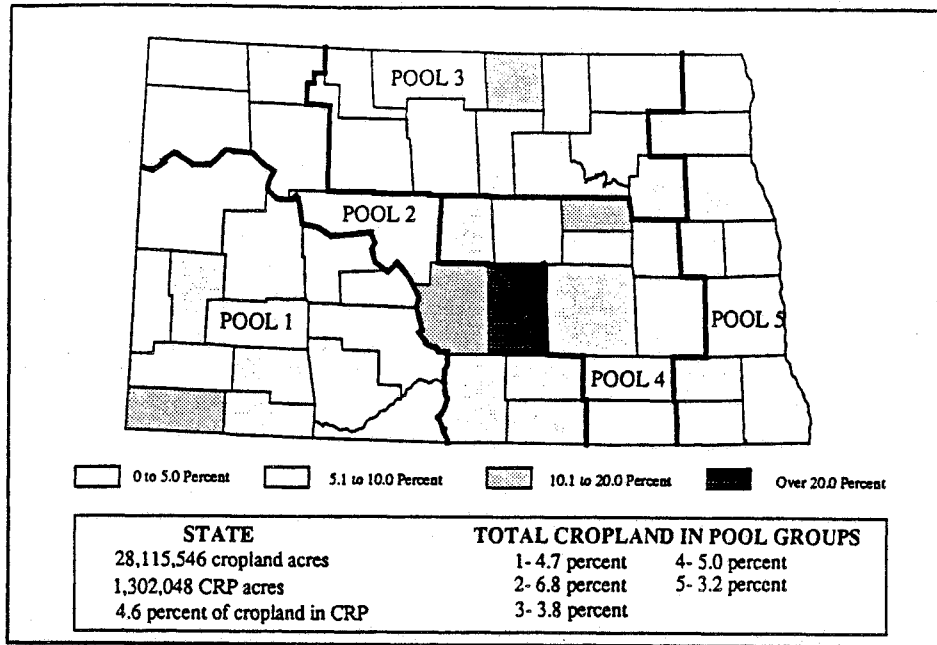 POOL 3
POOL 2
POOL 1
POOL 5
POOL 4
0 to 5.0 Percent
5.1 to 10.0 Percent
10.1 to 20.0 Percent
Over 20.0 Percent
STATE
28,115,546 cropland acres
1,302,048 CRP acres
4.6 percent of cropland in CRP
TOTAL CROPLAND IN POOL GROUPS
1- 4.7 percent 4- 5.0 percent
2- 6.8 percent 5- 3.2 percent
3- 3.8 percent